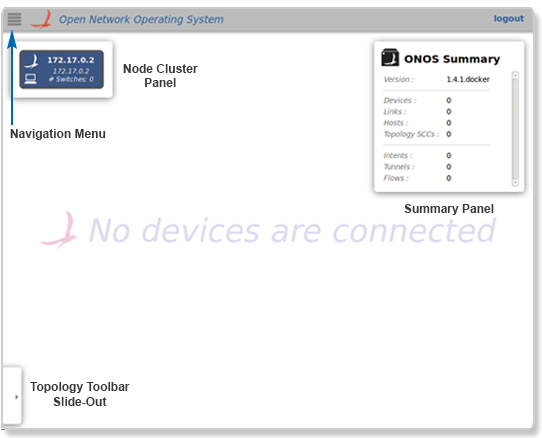 Open Network Operating System
logout
172.17.0.2
172.17.0.2
# Switches: 0
Node Cluster
Panel
Navigation Menu
ONOS Summary
Version : 1.4.1.docker
Devices : 0
Links : 0
Hosts : 0
Topology SCCs : 0
Intents : 0
Tunnels : 0
Flows : 0
Summary Panel
No devices are connected
Topology Toolbar
Slide-Out